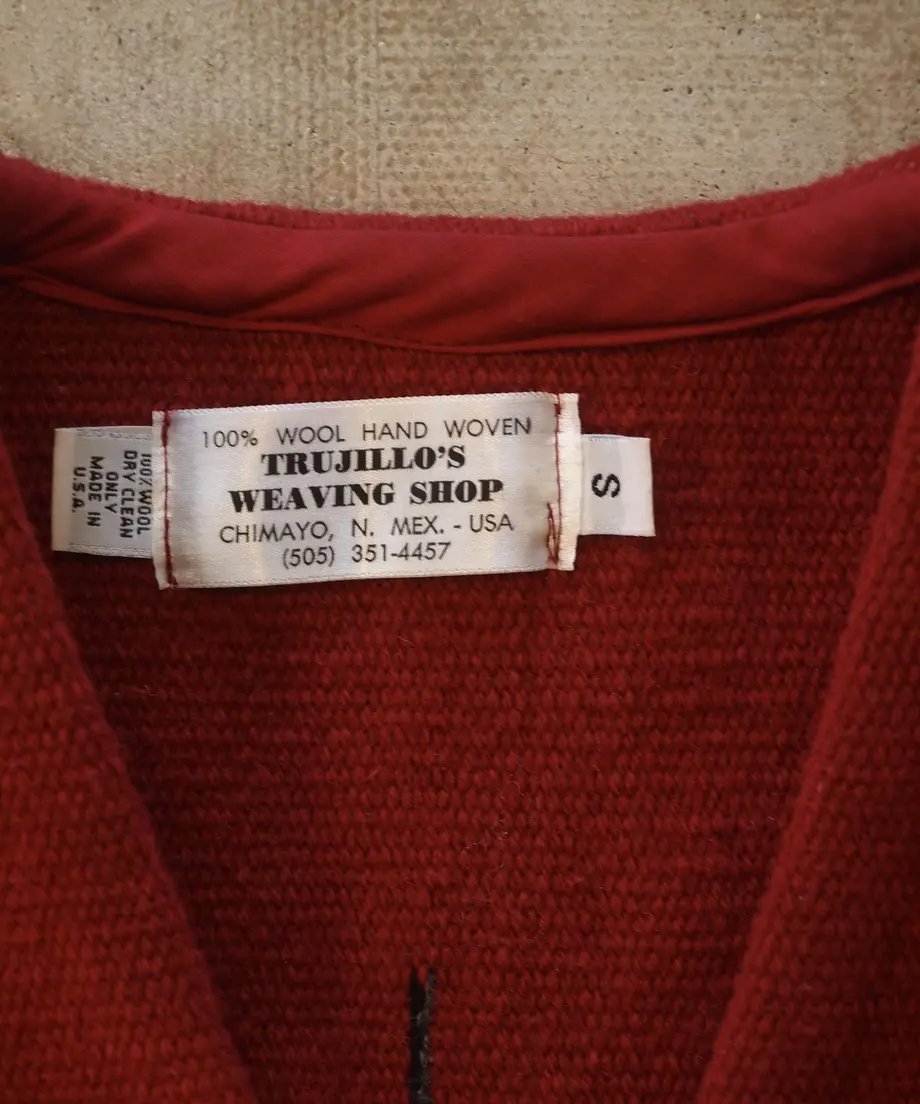 100% WOOL HAND WOVEN
TRUJILLO'S
WEAVING SHOP
CHIMAYO, N. MEX. - USA
(505) 351-4457
100% WOOL
DRY CLEAN
ONLY
MADE IN
U.S.A.
S